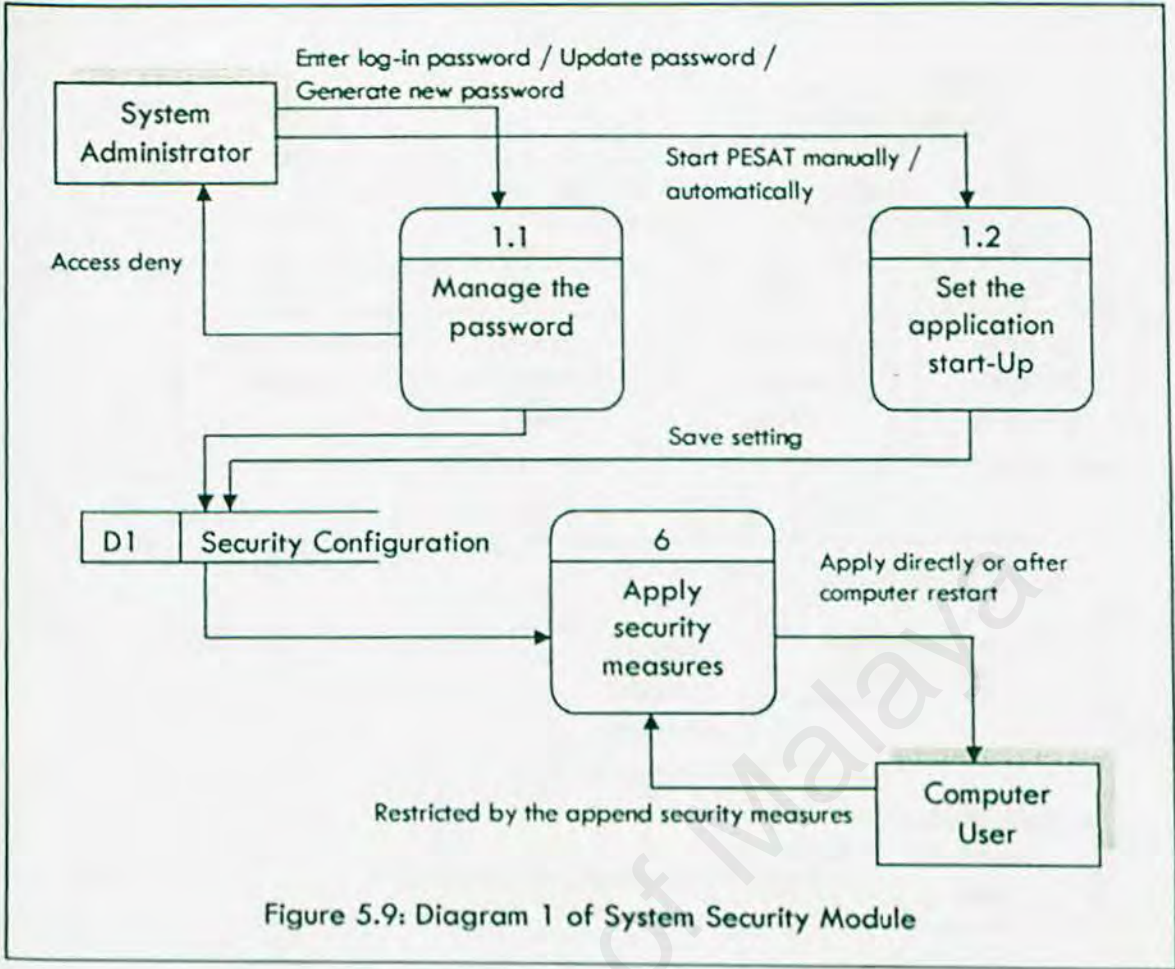 Enter log-in password / Update password /
Generate new password
System
Administrator
Start PESAT manually /
automatically
Access deny
1.1
Manage the
password
1.2
Set the
application
start-Up
Save setting
D1 Security Configuration
6
Apply
security
measures
Apply directly or after
computer restart
Restricted by the append security measures
Computer
User
Figure 5.9: Diagram 1 of System Security Module
of Malaya